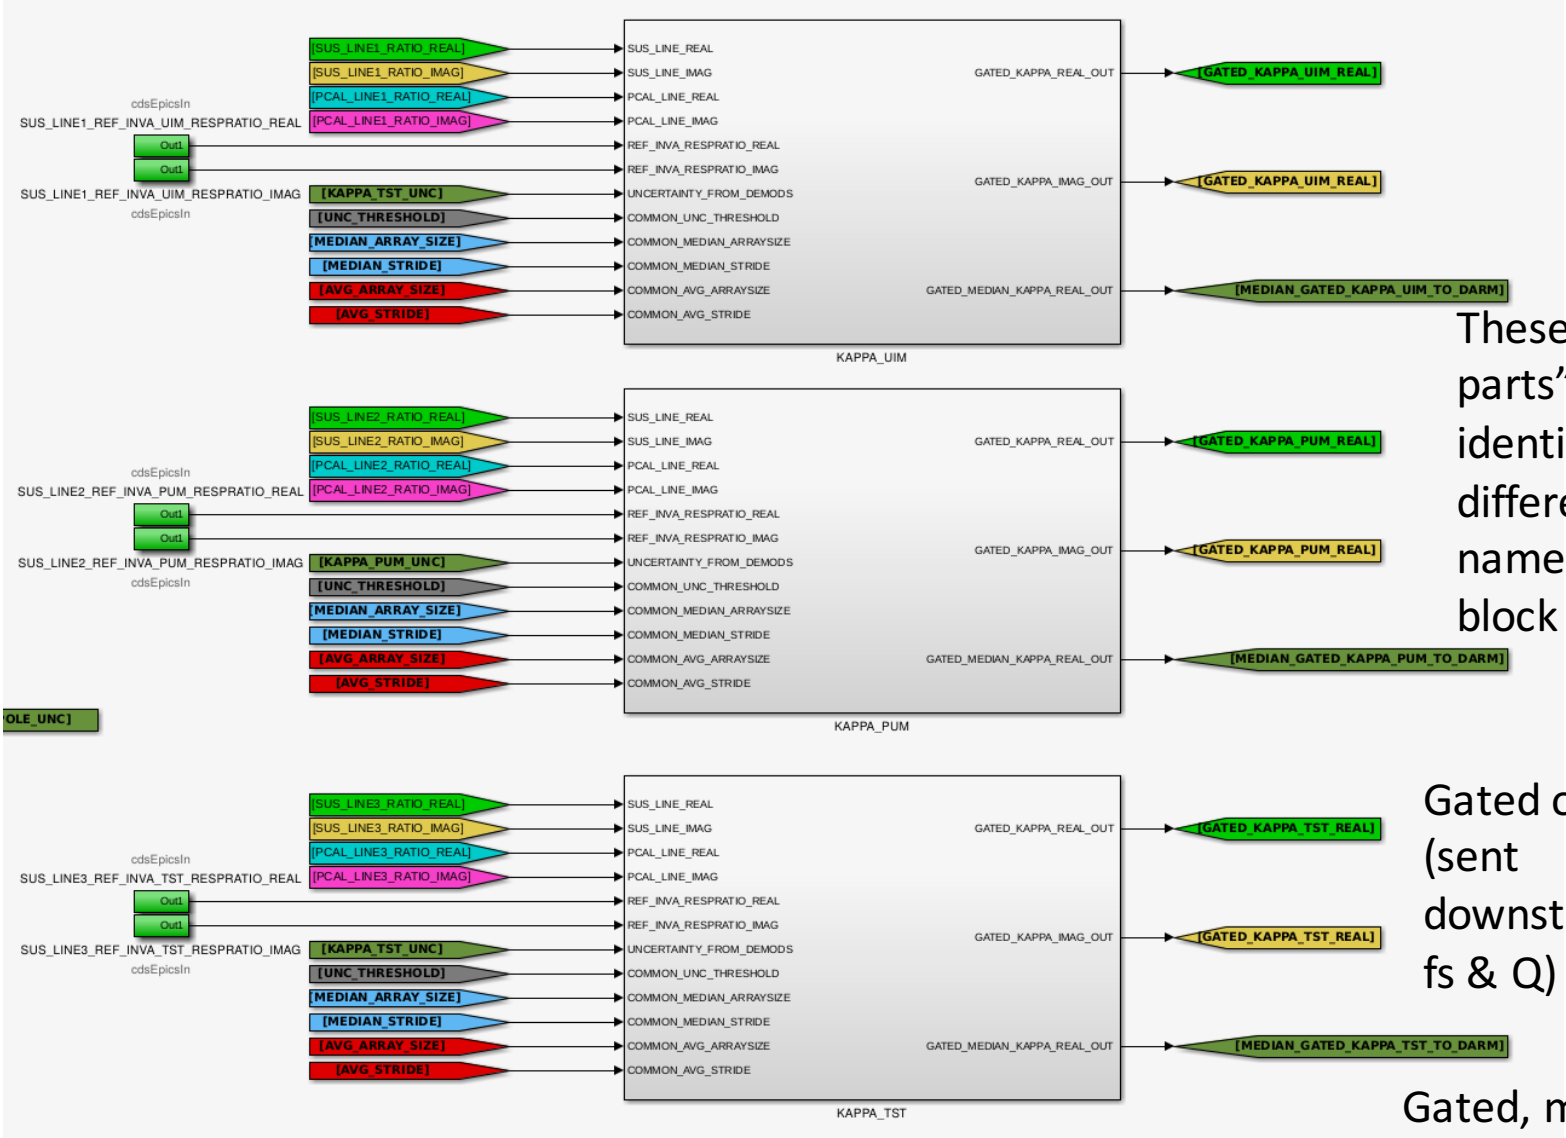 [SUS_LINE1_RATIO_REAL]
[SUS_LINE1_RATIO_IMAG]
[PCAL_LINE1_RATIO_REAL]
[PCAL_LINE1_RATIO_IMAG]
cdsEpicsIn
SUS_LINE1_REF_INVA_UIM_RESPRATIO_REAL
Out1
Out1
SUS_LINE1_REF_INVA_UIM_RESPRATIO_IMAG
cdsEpicsIn
[KAPPA_TST_UNC]
[UNC_THRESHOLD]
[MEDIAN_ARRAY_SIZE]
[MEDIAN_STRIDE]
[AVG_ARRAY_SIZE]
[AVG_STRIDE]
SUS_LINE_REAL
SUS_LINE_IMAG
PCAL_LINE_REAL
PCAL_LINE_IMAG
REF_INVA_RESPRATIO_REAL
REF_INVA_RESPRATIO_IMAG
UNCERTAINTY_FROM_DEMODS
COMMON_UNC_THRESHOLD
COMMON_MEDIAN_ARRAYSIZE
COMMON_MEDIAN_STRIDE
COMMON_AVG_ARRAYSIZE
COMMON_AVG_STRIDE
GATED_KAPPA_REAL_OUT
GATED_KAPPA_IMAG_OUT
GATED_MEDIAN_KAPPA_REAL_OUT
KAPPA_UIM
[GATED_KAPPA_UIM_REAL]
[GATED_KAPPA_UIM_REAL]
[MEDIAN_GATED_KAPPA_UIM_TO_DARM]
These
parts”
identi
differe
name
block
[SUS_LINE2_RATIO_REAL]
[SUS_LINE2_RATIO_IMAG]
[PCAL_LINE2_RATIO_REAL]
[PCAL_LINE2_RATIO_IMAG]
cdsEpicsIn
SUS_LINE2_REF_INVA_PUM_RESPRATIO_REAL
Out1
Out1
SUS_LINE2_REF_INVA_PUM_RESPRATIO_IMAG
cdsEpicsIn
[KAPPA_PUM_UNC]
[UNC_THRESHOLD]
[MEDIAN_ARRAY_SIZE]
[MEDIAN_STRIDE]
[AVG_ARRAY_SIZE]
[AVG_STRIDE]
SUS_LINE_REAL
SUS_LINE_IMAG
PCAL_LINE_REAL
PCAL_LINE_IMAG
REF_INVA_RESPRATIO_REAL
REF_INVA_RESPRATIO_IMAG
UNCERTAINTY_FROM_DEMODS
COMMON_UNC_THRESHOLD
COMMON_MEDIAN_ARRAYSIZE
COMMON_MEDIAN_STRIDE
COMMON_AVG_ARRAYSIZE
COMMON_AVG_STRIDE
GATED_KAPPA_REAL_OUT
GATED_KAPPA_IMAG_OUT
GATED_MEDIAN_KAPPA_REAL_OUT
KAPPA_PUM
[GATED_KAPPA_PUM_REAL]
[GATED_KAPPA_PUM_REAL]
[MEDIAN_GATED_KAPPA_PUM_TO_DARM]
OLE_UNC]
[SUS_LINE3_RATIO_REAL]
[SUS_LINE3_RATIO_IMAG]
[PCAL_LINE3_RATIO_REAL]
[PCAL_LINE3_RATIO_IMAG]
cdsEpicsIn
SUS_LINE3_REF_INVA_TST_RESPRATIO_REAL
Out1
Out1
SUS_LINE3_REF_INVA_TST_RESPRATIO_IMAG
cdsEpicsIn
[KAPPA_TST_UNC]
[UNC_THRESHOLD]
[MEDIAN_ARRAY_SIZE]
[MEDIAN_STRIDE]
[AVG_ARRAY_SIZE]
[AVG_STRIDE]
SUS_LINE_REAL
SUS_LINE_IMAG
PCAL_LINE_REAL
PCAL_LINE_IMAG
REF_INVA_RESPRATIO_REAL
REF_INVA_RESPRATIO_IMAG
UNCERTAINTY_FROM_DEMODS
COMMON_UNC_THRESHOLD
COMMON_MEDIAN_ARRAYSIZE
COMMON_MEDIAN_STRIDE
COMMON_AVG_ARRAYSIZE
COMMON_AVG_STRIDE
GATED_KAPPA_REAL_OUT
GATED_KAPPA_IMAG_OUT
GATED_MEDIAN_KAPPA_REAL_OUT
KAPPA_TST
[GATED_KAPPA_TST_REAL]
[GATED_KAPPA_TST_REAL]
[MEDIAN_GATED_KAPPA_TST_TO_DARM]
Gated
(sent
downst
fs & Q)
Gated,